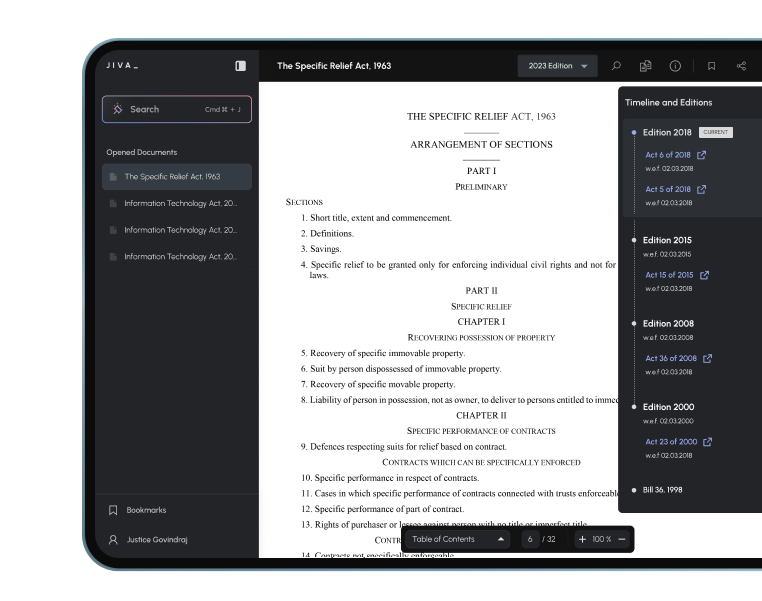 JIVA_
Search
Cmd ⌘ + J
Opened Documents
The Specific Relief Act, 1963
Information Technology Act, 20...
Information Technology Act, 20...
Information Technology Act, 20...
Bookmarks
Justice Govindraj
The Specific Relief Act, 1963
2023 Edition
THE SPECIFIC RELIEF ACT, 1963
ARRANGEMENT OF SECTIONS
PART I
PRELIMINARY
SECTIONS
1. Short title, extent and commencement.
2. Definitions.
3. Savings.
4. Specific relief to be granted only for enforcing individual civil rights and not for
laws.
PART II
SPECIFIC RELIEF
CHAPTER I
RECOVERING POSSESSION OF PROPERTY
5. Recovery of specific immovable property.
6. Suit by person dispossessed of immovable property.
7. Recovery of specific movable property.
8. Liability of person in possession, not as owner, to deliver to persons entitled to immed
CHAPTER II
SPECIFIC PERFORMANCE OF CONTRACTS
9. Defences respecting suits for relief based on contract.
CONTRACTS WHICH CAN BE SPECIFICALLY ENFORCED
10. Specific performance in respect of contracts.
11. Cases in which specific performance of contracts connected with trusts enforceable
12. Specific performance of part of contract.
13. Rights of purchaser or lessee against person with no title or imperfect title.
CONTR
14. Contracts not specifically enforceable.
Table of Contents
6 / 32
+ 100 % −
Timeline and Editions
Edition 2018 CURRENT
Act 6 of 2018
w.e.f. 02.03.2018
Act 5 of 2018
w.e.f 02.03.2018
Edition 2015
w.e.f. 02.03.2015
Act 15 of 2015
w.e.f. 02.03.2018
Edition 2008
w.e.f. 02.03.2008
Act 36 of 2008
w.e.f 02.03.2018
Edition 2000
w.e.f. 02.03.2000
Act 23 of 2000
w.e.f. 02.03.2018
Bill 36, 1998